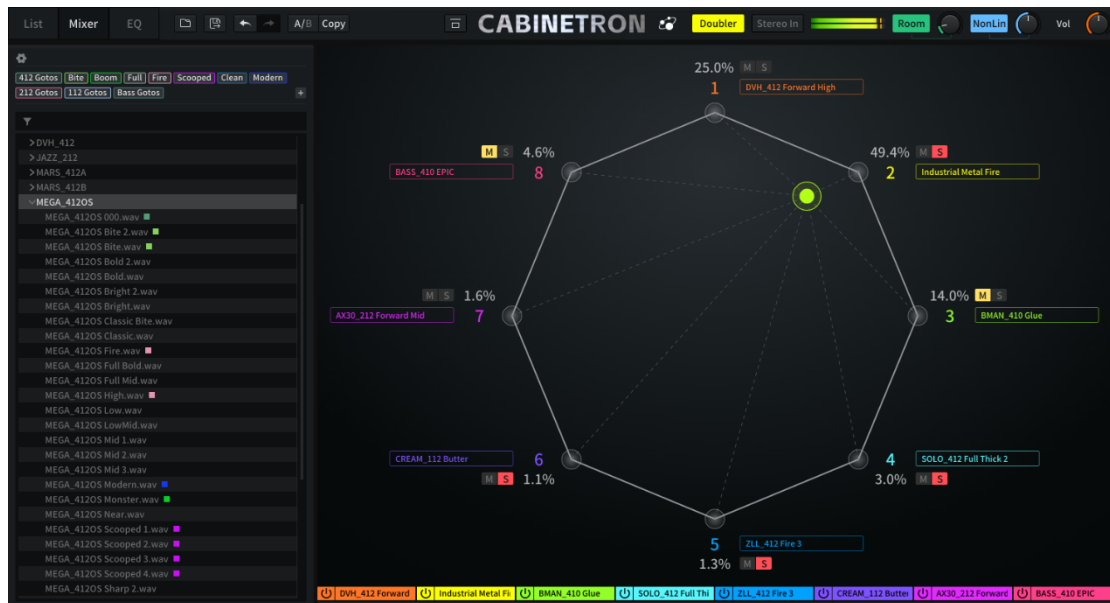 List Mixer EQ A/B Copy CABINETRON Doubler Stereo In Room NonLin Vol
412 Gotos Bite Boom Full Fire Scooped Clean Modern
212 Gotos 112 Gotos Bass Gotos +
DVH_412
JAZZ_212
MARS_412A
MARS_412B
MEGA_412OS
MEGA_412OS 000.wav
MEGA_412OS Bite 2.wav
MEGA_412OS Bite.wav
MEGA_412OS Bold 2.wav
MEGA_412OS Bold.wav
MEGA_412OS Bright 2.wav
MEGA_412OS Bright.wav
MEGA_412OS Classic Bite.wav
MEGA_412OS Classic.wav
MEGA_412OS Fire.wav
MEGA_412OS Full Bold.wav
MEGA_412OS Full Mid.wav
MEGA_412OS High.wav
MEGA_412OS Low.wav
MEGA_412OS LowMid.wav
MEGA_412OS Mid 1.wav
MEGA_412OS Mid 2.wav
MEGA_412OS Mid 3.wav
MEGA_412OS Modern.wav
MEGA_412OS Monster.wav
MEGA_412OS Near.wav
MEGA_412OS Scooped 1.wav
MEGA_412OS Scooped 2.wav
MEGA_412OS Scooped 3.wav
MEGA_412OS Scooped 4.wav
MEGA_412OS Sharp 2.wav
25.0% M S
1 DVH_412 Forward High
49.4% M S
2 Industrial Metal Fire
14.0% M S
3 BMAN_410 Glue
4 SOLO_412 Full Thick 2
3.0% M S
5 ZLL_412 Fire 3
1.3% M S
CREAM_112 Butter 6
M S 1.1%
M S 1.6%
AX30_212 Forward Mid 7
M S 4.6%
BASS_410 EPIC 8
DVH_412 Forward Industrial Metal Fi BMAN_410 Glue SOLO_412 Full Thi ZLL_412 Fire 3 CREAM_112 Butter AX30_212 Forward BASS_410 EPIC